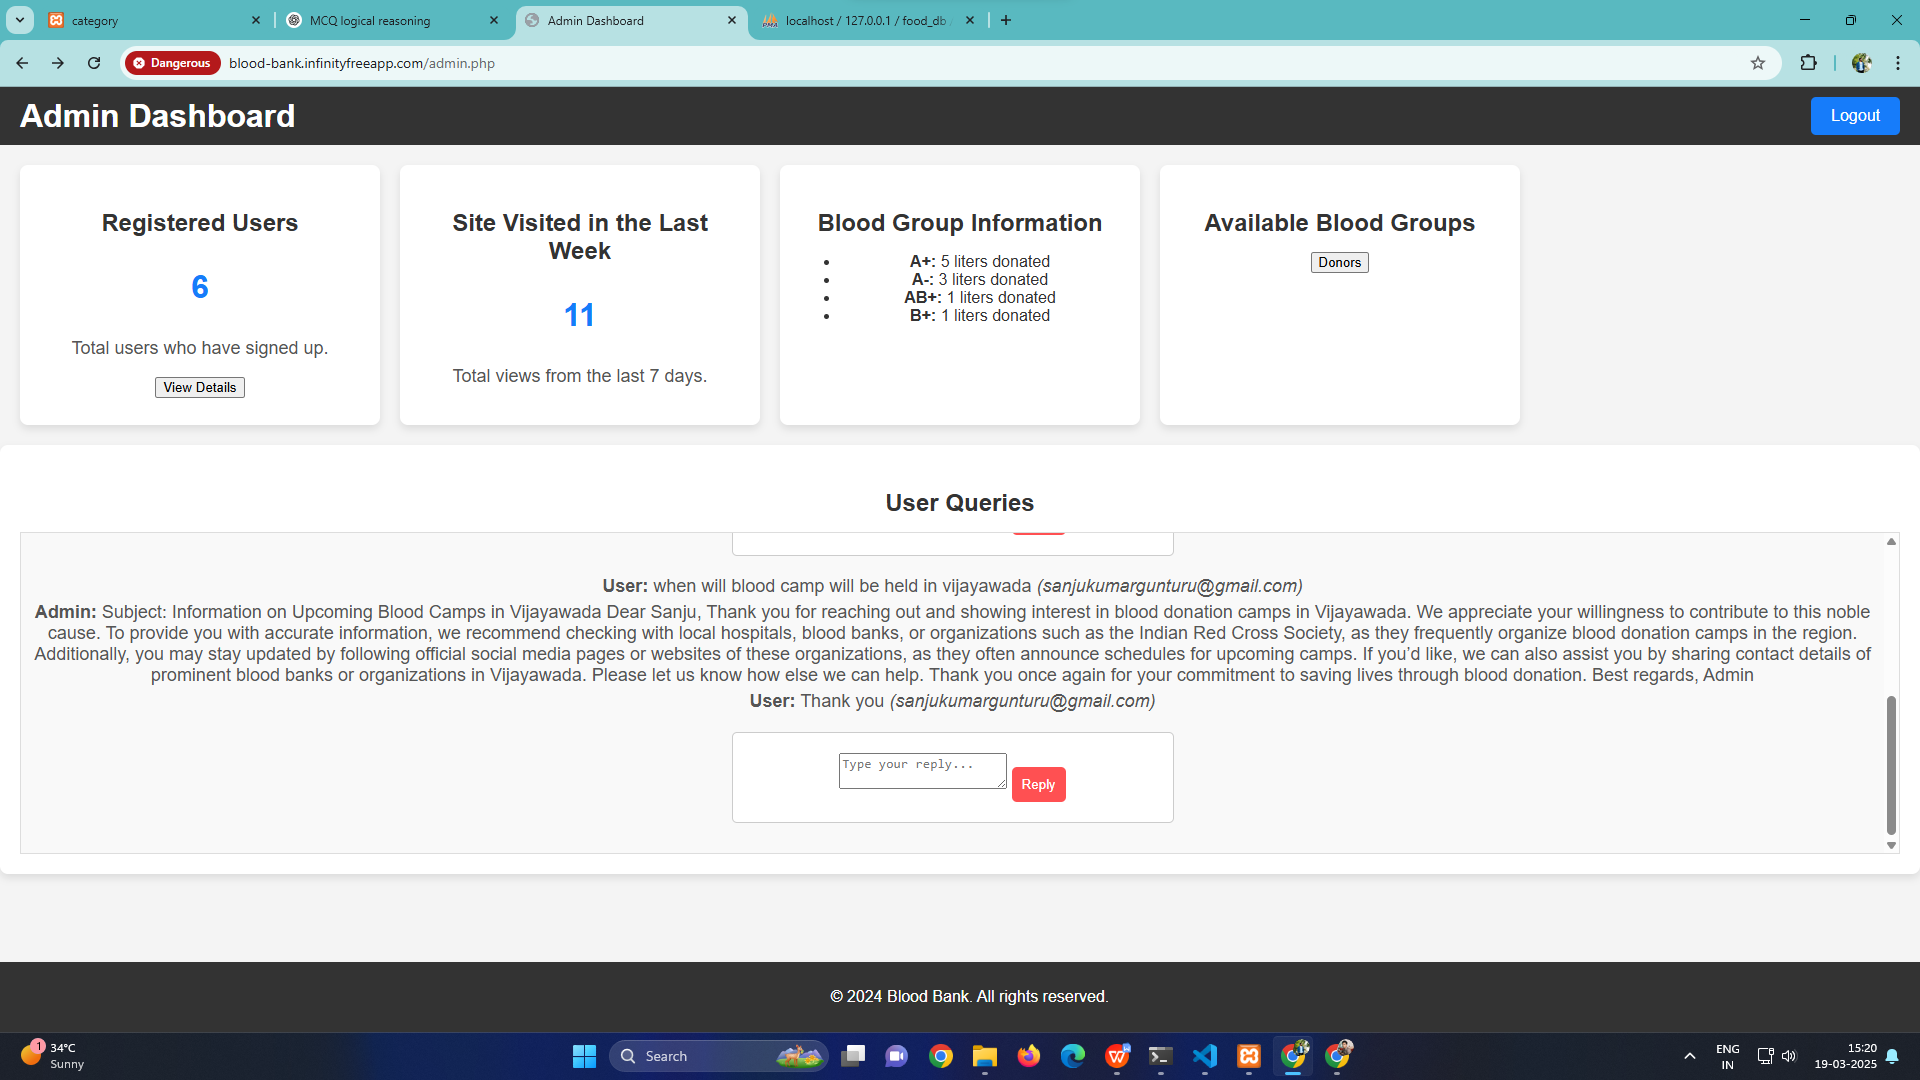 category
MCQ logical reasoning
Admin Dashboard
localhost / 127.0.0.1 / food_db
Dangerous
blood-bank.infinityfreeapp.com/admin.php
Admin Dashboard
Logout
Registered Users
6
Total users who have signed up.
View Details
Site Visited in the Last
Week
11
Total views from the last 7 days.
Blood Group Information
A+: 5 liters donated
A-: 3 liters donated
AB+: 1 liters donated
B+: 1 liters donated
Available Blood Groups
Donors
User Queries
User: when will blood camp will be held in vijayawada (sanjukumargunturu@gmail.com)
Admin: Subject: Information on Upcoming Blood Camps in Vijayawada Dear Sanju, Thank you for reaching out and showing interest in blood donation camps in Vijayawada. We appreciate your willingness to contribute to this noble
cause. To provide you with accurate information, we recommend checking with local hospitals, blood banks, or organizations such as the Indian Red Cross Society, as they frequently organize blood donation camps in the region.
Additionally, you may stay updated by following official social media pages or websites of these organizations, as they often announce schedules for upcoming camps. If you’d like, we can also assist you by sharing contact details of
prominent blood banks or organizations in Vijayawada. Please let us know how else we can help. Thank you once again for your commitment to saving lives through blood donation. Best regards, Admin
User: Thank you (sanjukumargunturu@gmail.com)
Type your reply...
Reply
© 2024 Blood Bank. All rights reserved.
1
34°C
Sunny
Search
ENG
IN
15:20
19-03-2025